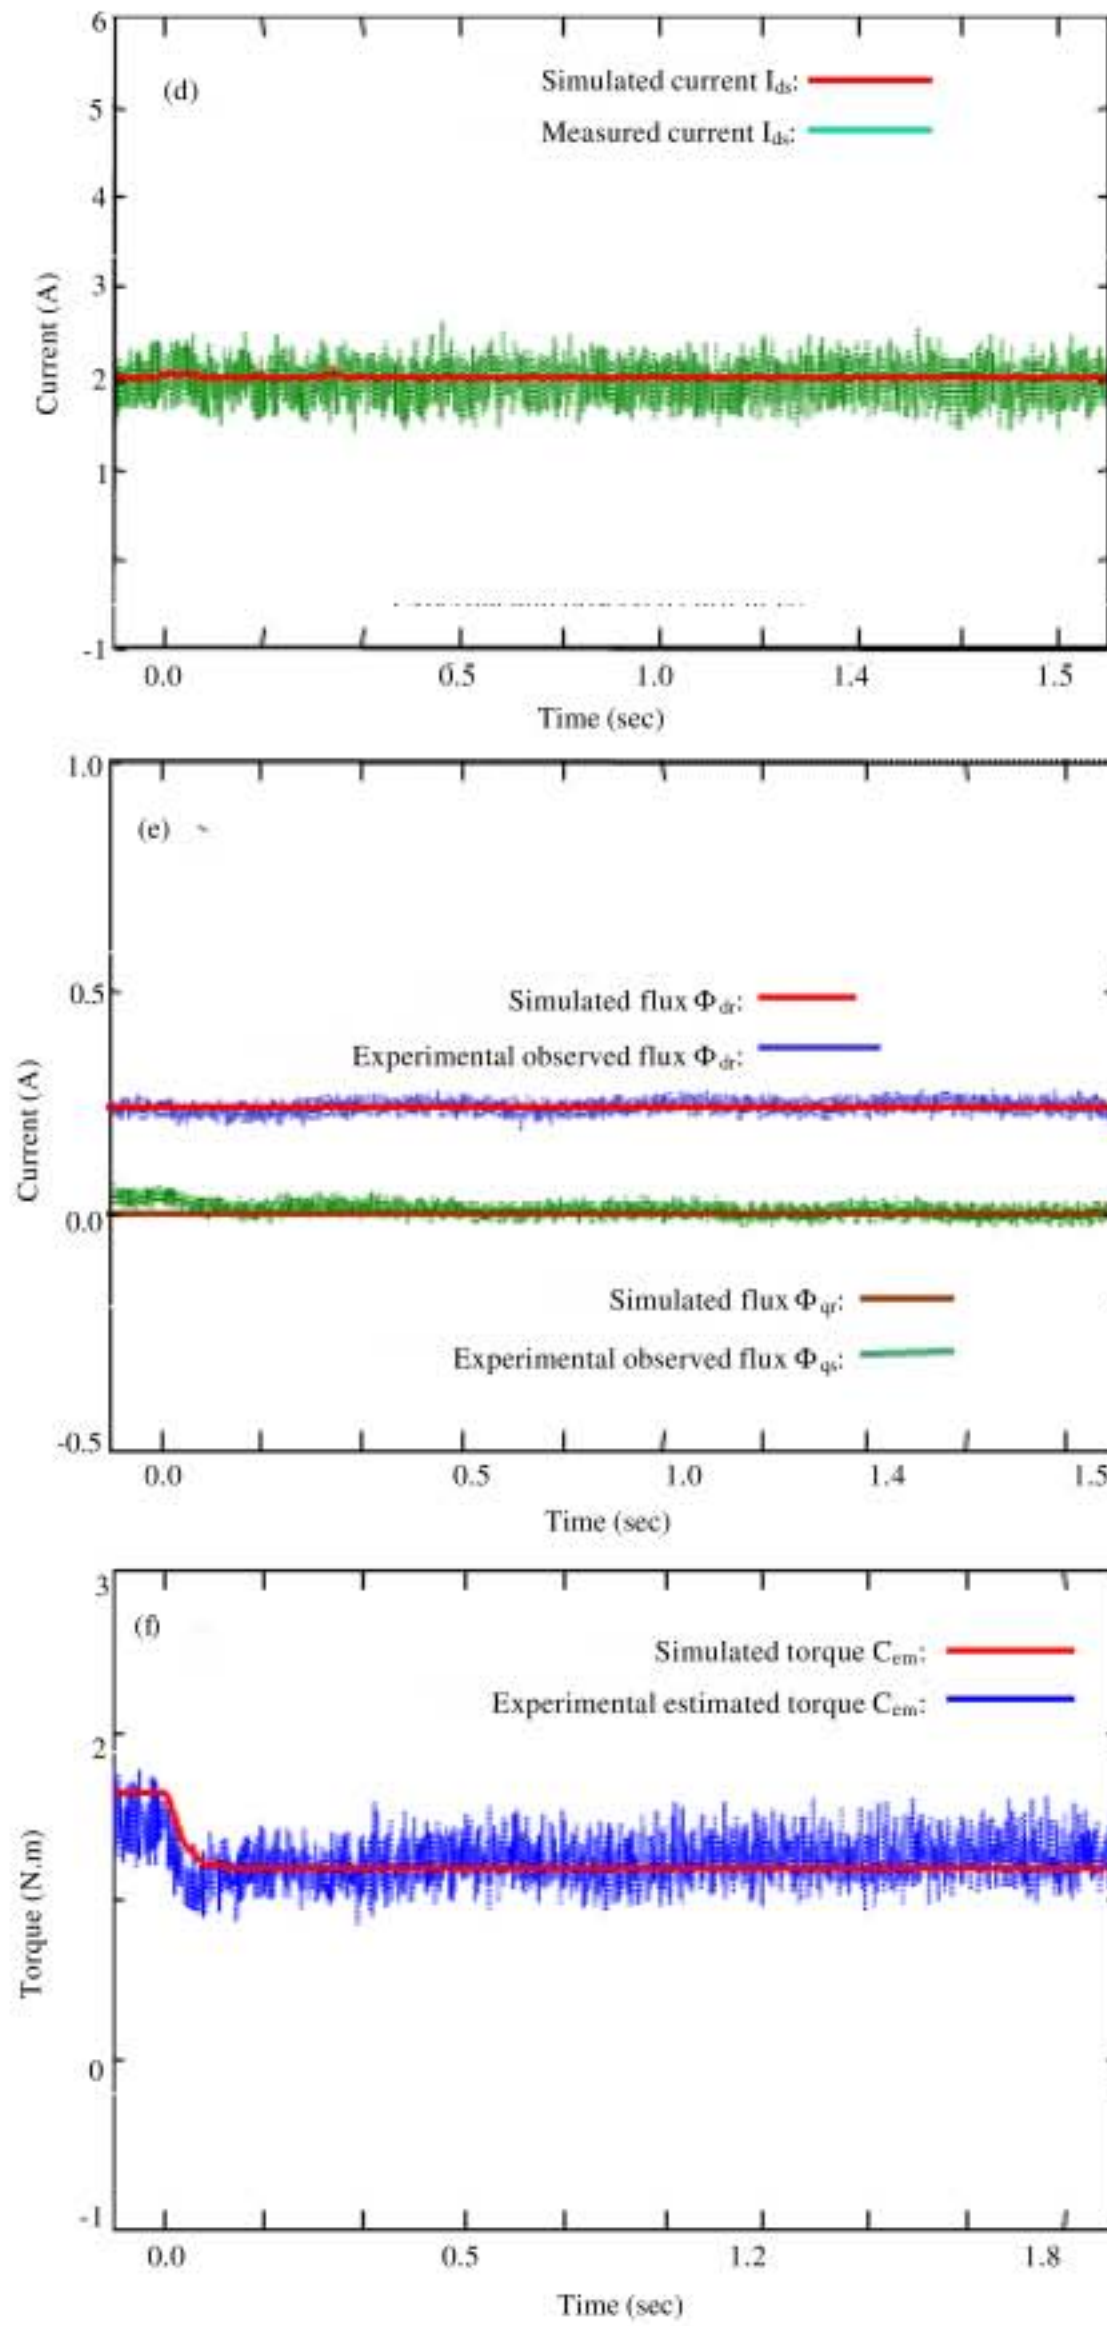 6
(d)
Simulated current Ids:
5
Measured current Ids:
4
3
Current (A)
2
1
-1
0.0 0.5 1.0 1.4 1.5
Time (sec)
1.0
(e)
0.5
Simulated flux Φdr:
Experimental observed flux Φdr:
Current (A)
0.0
Simulated flux Φqr:
Experimental observed flux Φqs:
-0.5
0.0 0.5 1.0 1.4 1.5
Time (sec)
3
(f)
Simulated torque Cem:
Experimental estimated torque Cem:
2
Torque (N.m)
0
-1
0.0 0.5 1.2 1.8
Time (sec)